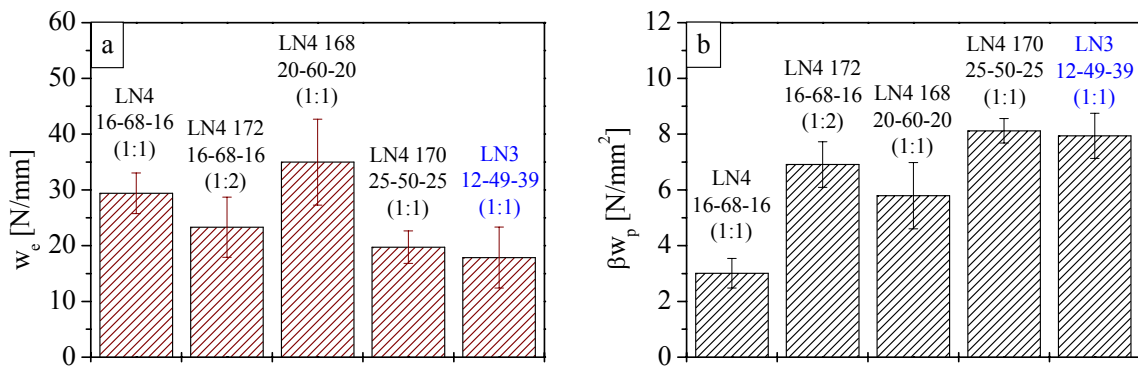 a
60
50
40
30
20
10
0
w_e [N/mm]
LN4
16-68-16
(1:1)
LN4 172
16-68-16
(1:2)
LN4 168
20-60-20
(1:1)
LN4 170
25-50-25
(1:1)
LN3
12-49-39
(1:1)
b
12
10
8
6
4
2
0
βw_p [N/mm²]
LN4
16-68-16
(1:1)
LN4 172
16-68-16
(1:2)
LN4 168
20-60-20
(1:1)
LN4 170
25-50-25
(1:1)
LN3
12-49-39
(1:1)